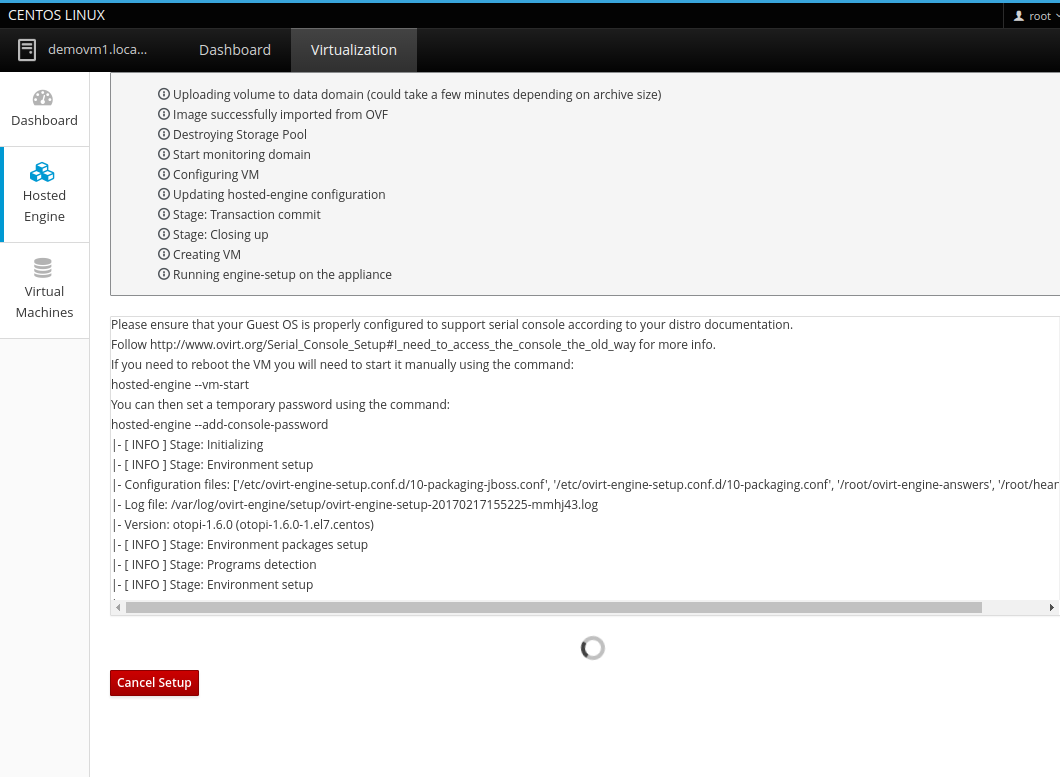 CENTOS LINUX
root
demovm1.loca...
Dashboard
Virtualization
Dashboard
Hosted
Engine
Virtual
Machines
Uploading volume to data domain (could take a few minutes depending on archive size)
Image successfully imported from OVF
Destroying Storage Pool
Start monitoring domain
Configuring VM
Updating hosted-engine configuration
Stage: Transaction commit
Stage: Closing up
Creating VM
Running engine-setup on the appliance
Please ensure that your Guest OS is properly configured to support serial console according to your distro documentation.
Follow http://www.ovirt.org/Serial_Console_Setup#I_need_to_access_the_console_the_old_way for more info.
If you need to reboot the VM you will need to start it manually using the command:
hosted-engine --vm-start
You can then set a temporary password using the command:
hosted-engine --add-console-password
|- [ INFO ] Stage: Initializing
|- [ INFO ] Stage: Environment setup
|- Configuration files: ['/etc/ovirt-engine-setup.conf.d/10-packaging-jboss.conf', '/etc/ovirt-engine-setup.conf.d/10-packaging.conf', '/root/ovirt-engine-answers', '/root/hear
|- Log file: /var/log/ovirt-engine/setup/ovirt-engine-setup-20170217155225-mmhj43.log
|- Version: otopi-1.6.0 (otopi-1.6.0-1.el7.centos)
|- [ INFO ] Stage: Environment packages setup
|- [ INFO ] Stage: Programs detection
|- [ INFO ] Stage: Environment setup
Cancel Setup